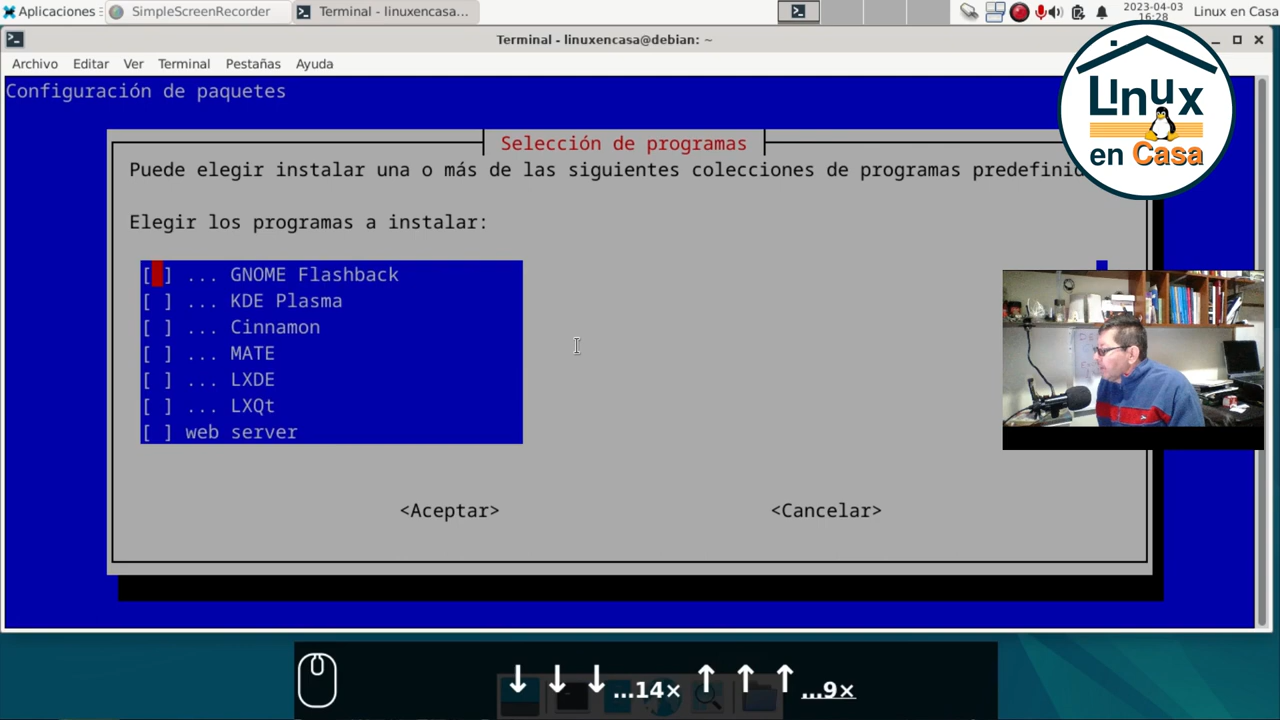 Aplicaciones
SimpleScreenRecorder
Terminal - linuxencasa...
2023-04-03
16:28
Linux en Casa
Terminal - linuxencasa@debian: ~
Archivo Editar Ver Terminal Pestañas Ayuda
Linux
en Casa
Configuración de paquetes
Selección de programas
Puede elegir instalar una o más de las siguientes colecciones de programas predefinid
Elegir los programas a instalar:
[ ] ... GNOME Flashback
[ ] ... KDE Plasma
[ ] ... Cinnamon
[ ] ... MATE
[ ] ... LXDE
[ ] ... LXQt
[ ] web server
<Aceptar> <Cancelar>
↓ ↓ ↓...14× ↑ ↑ ↑...9×